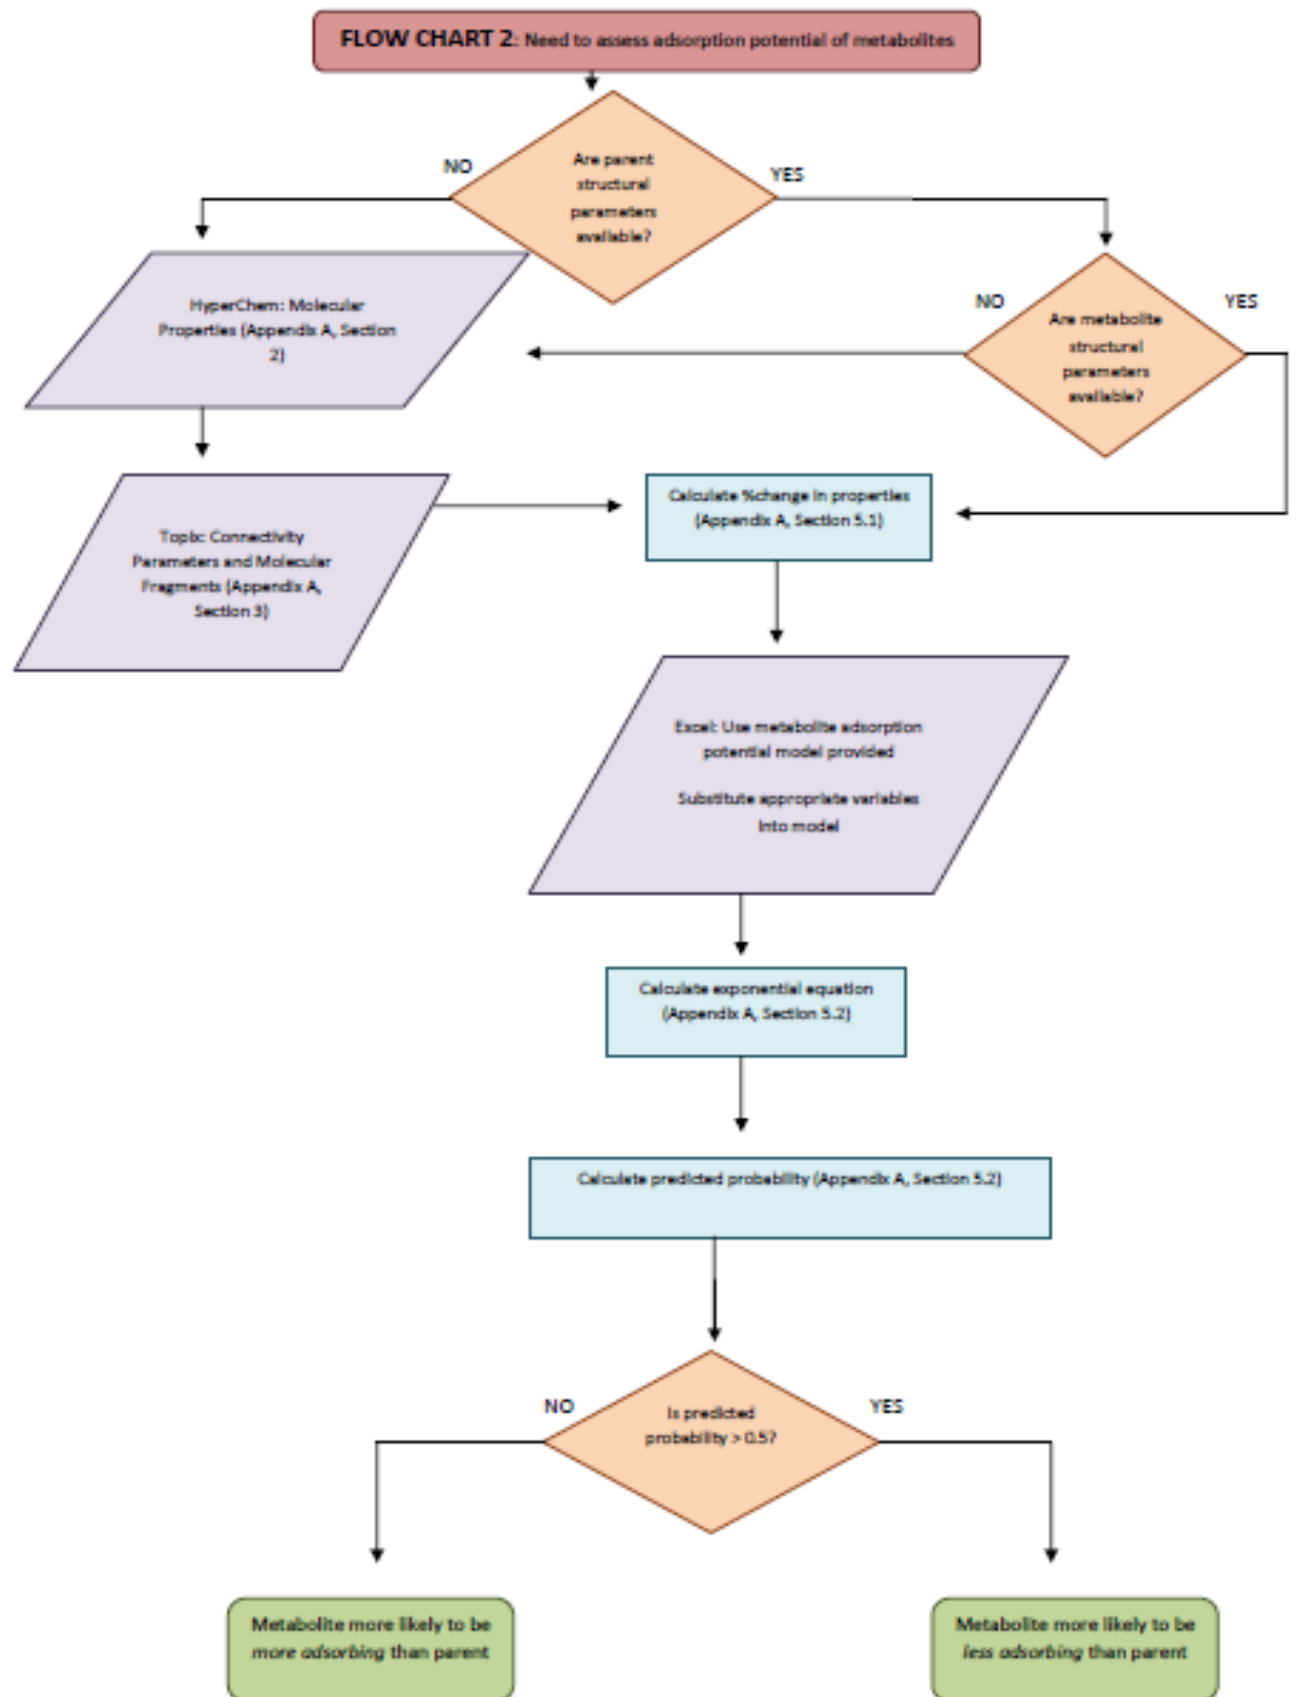 FLOW CHART 2: Need to assess adsorption potential of metabolites
Are parent
structural
parameters
available?
NO
YES
HyperChem: Molecular
Properties (Appendix A, Section
2)
NO
YES
Are metabolite
structural
parameters
available?
Topix: Connectivity
Parameters and Molecular
Fragments (Appendix A,
Section 3)
Calculate %change in properties
(Appendix A, Section 5.1)
Excel: Use metabolite adsorption
potential model provided
Substitute appropriate variables
into model
Calculate exponential equation
(Appendix A, Section 5.2)
Calculate predicted probability (Appendix A, Section 5.2)
NO
YES
Is predicted
probability > 0.5?
Metabolite more likely to be
more adsorbing than parent
Metabolite more likely to be
less adsorbing than parent